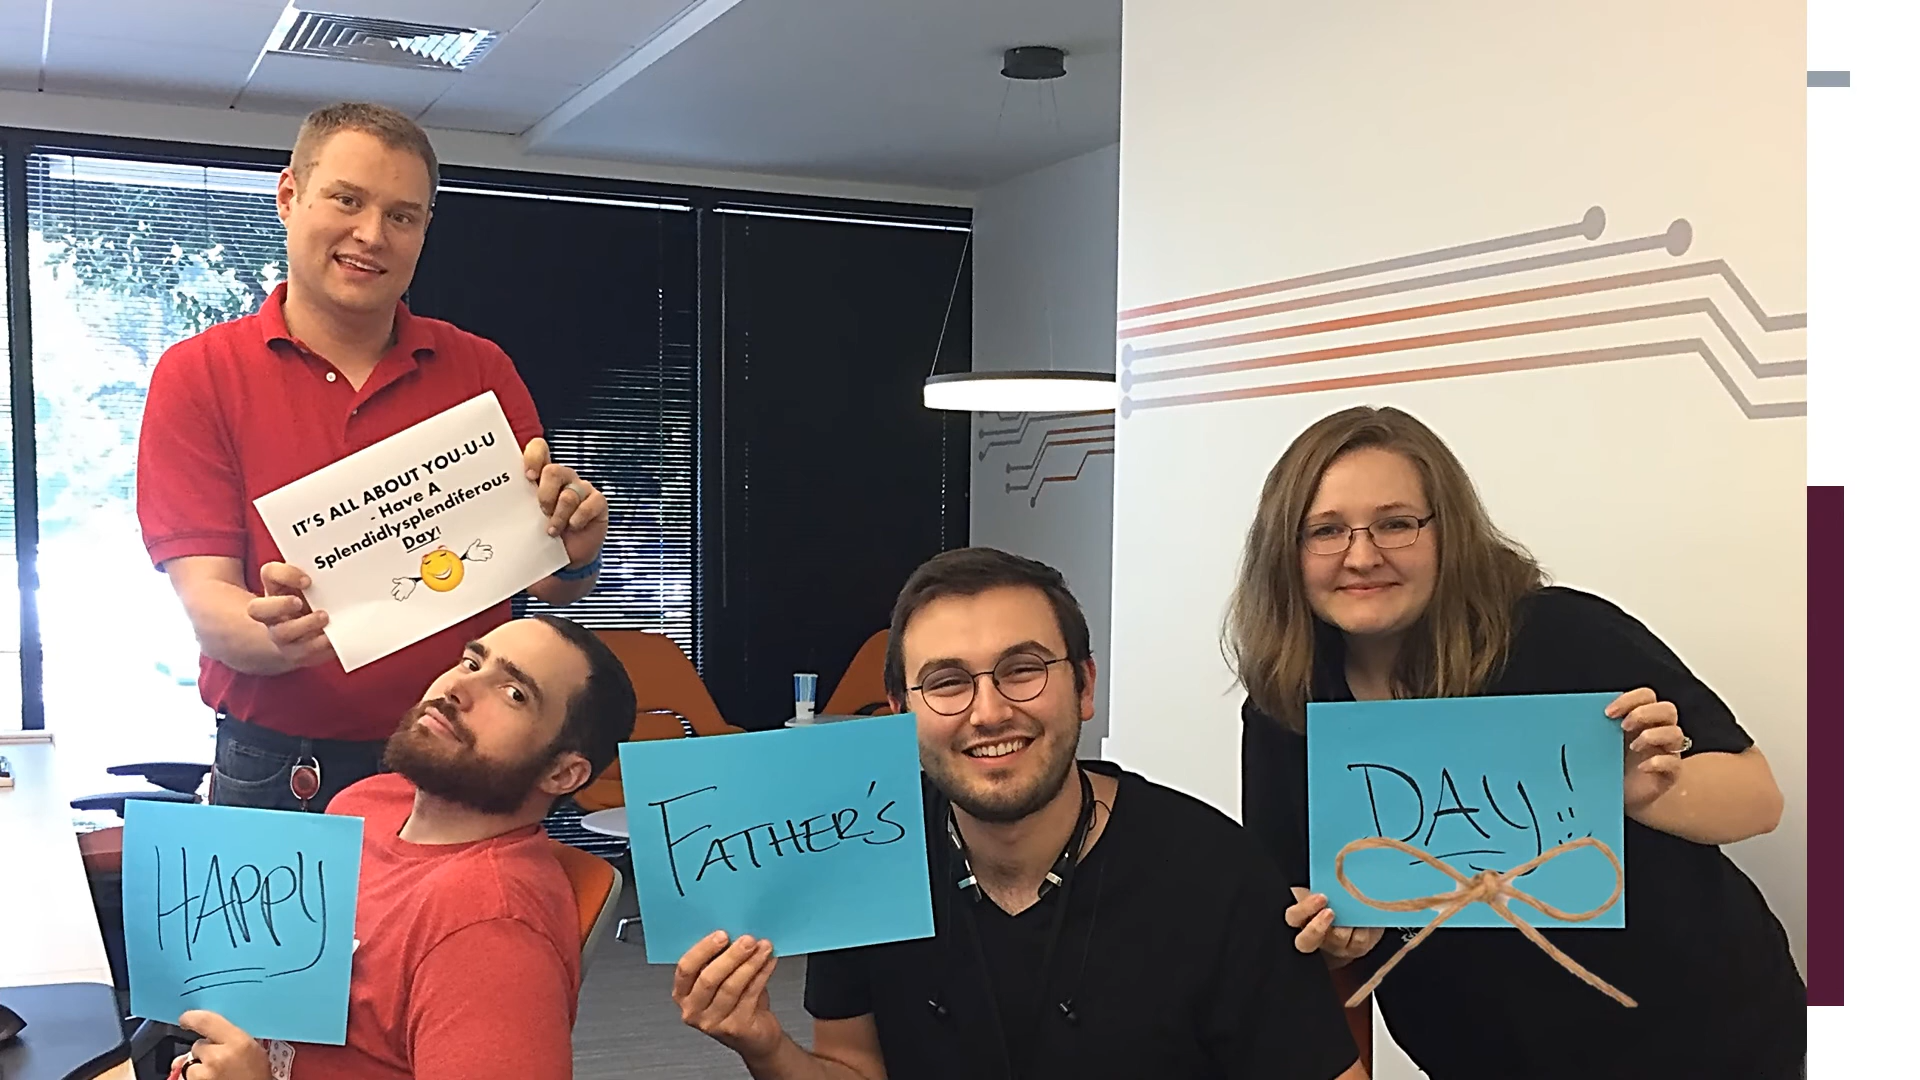 IT'S ALL ABOUT YOU-U-U
- Have A
Splendidlysplendiferous
Day!
HAPPY
FATHER'S
DAY!!